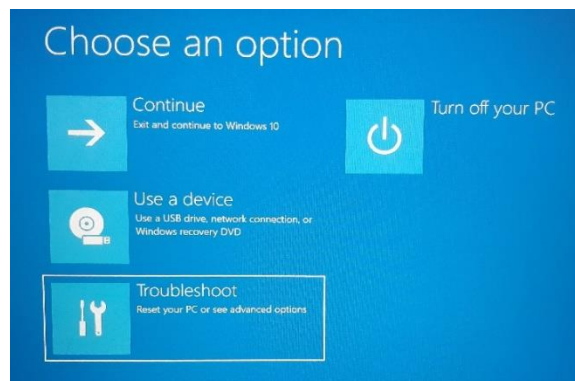 Choose an option
Continue
Exit and continue to Windows 10
Turn off your PC
Use a device
Use a USB drive, network connection, or
Windows recovery DVD
Troubleshoot
Reset your PC or see advanced options